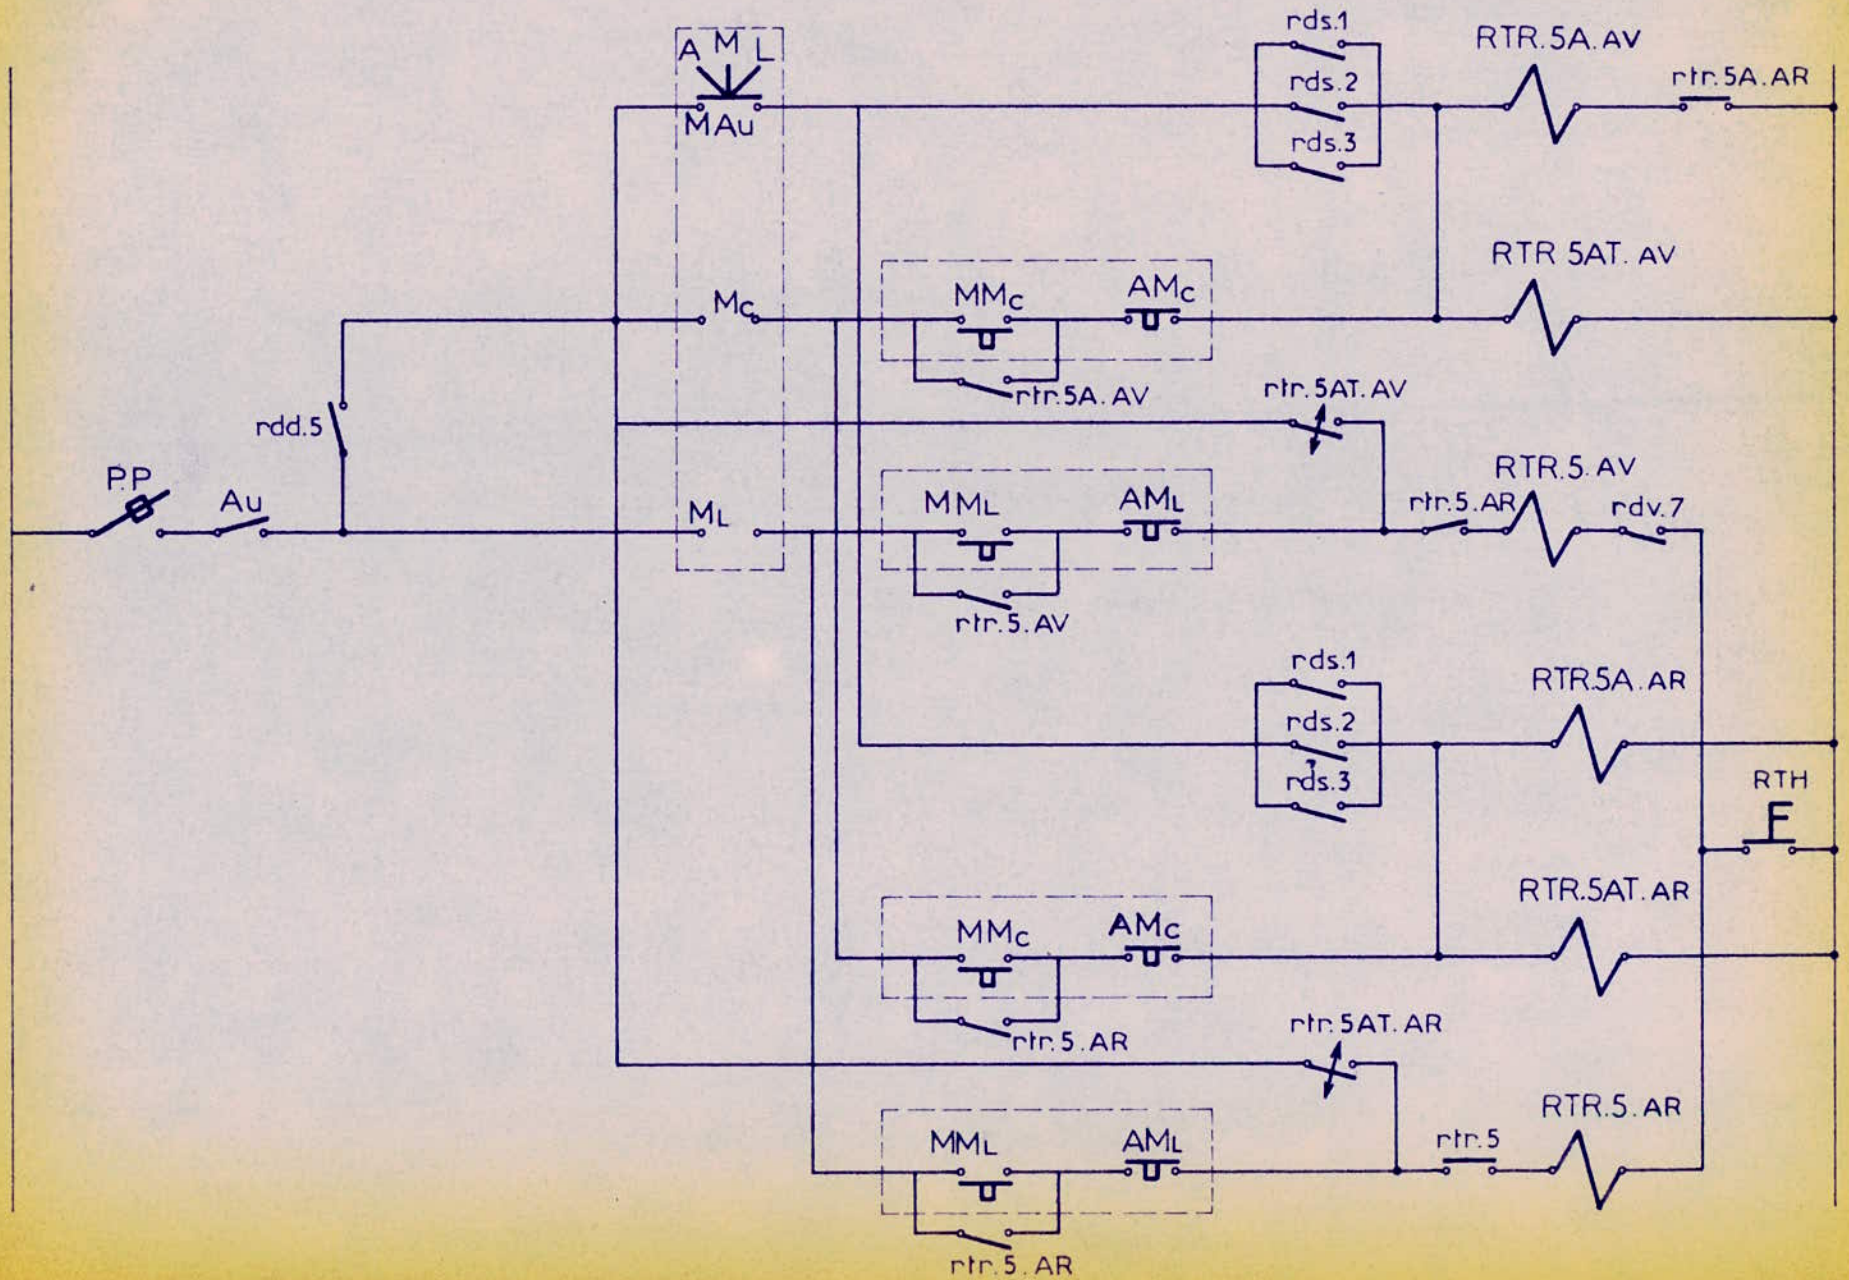 rds.1
RTR.5A.AV
A M L
rds.2
rtr.5A.AR
MAu
rds.3
RTR 5AT. AV
Mc
MMc
AMc
rtr.5A.AV
rtr.5AT.AV
rdd.5
P.P
Au
ML
MML
AML
rtr.5.AR
RTR.5.AV
rdv.7
rtr.5.AV
rds.1
RTR.5A.AR
rds.2
rds.3
RTH
RTR.5AT.AR
MMc
AMc
rtr.5.AR
rtr.5AT.AR
RTR.5.AR
MML
AML
rtr.5
rtr.5.AR